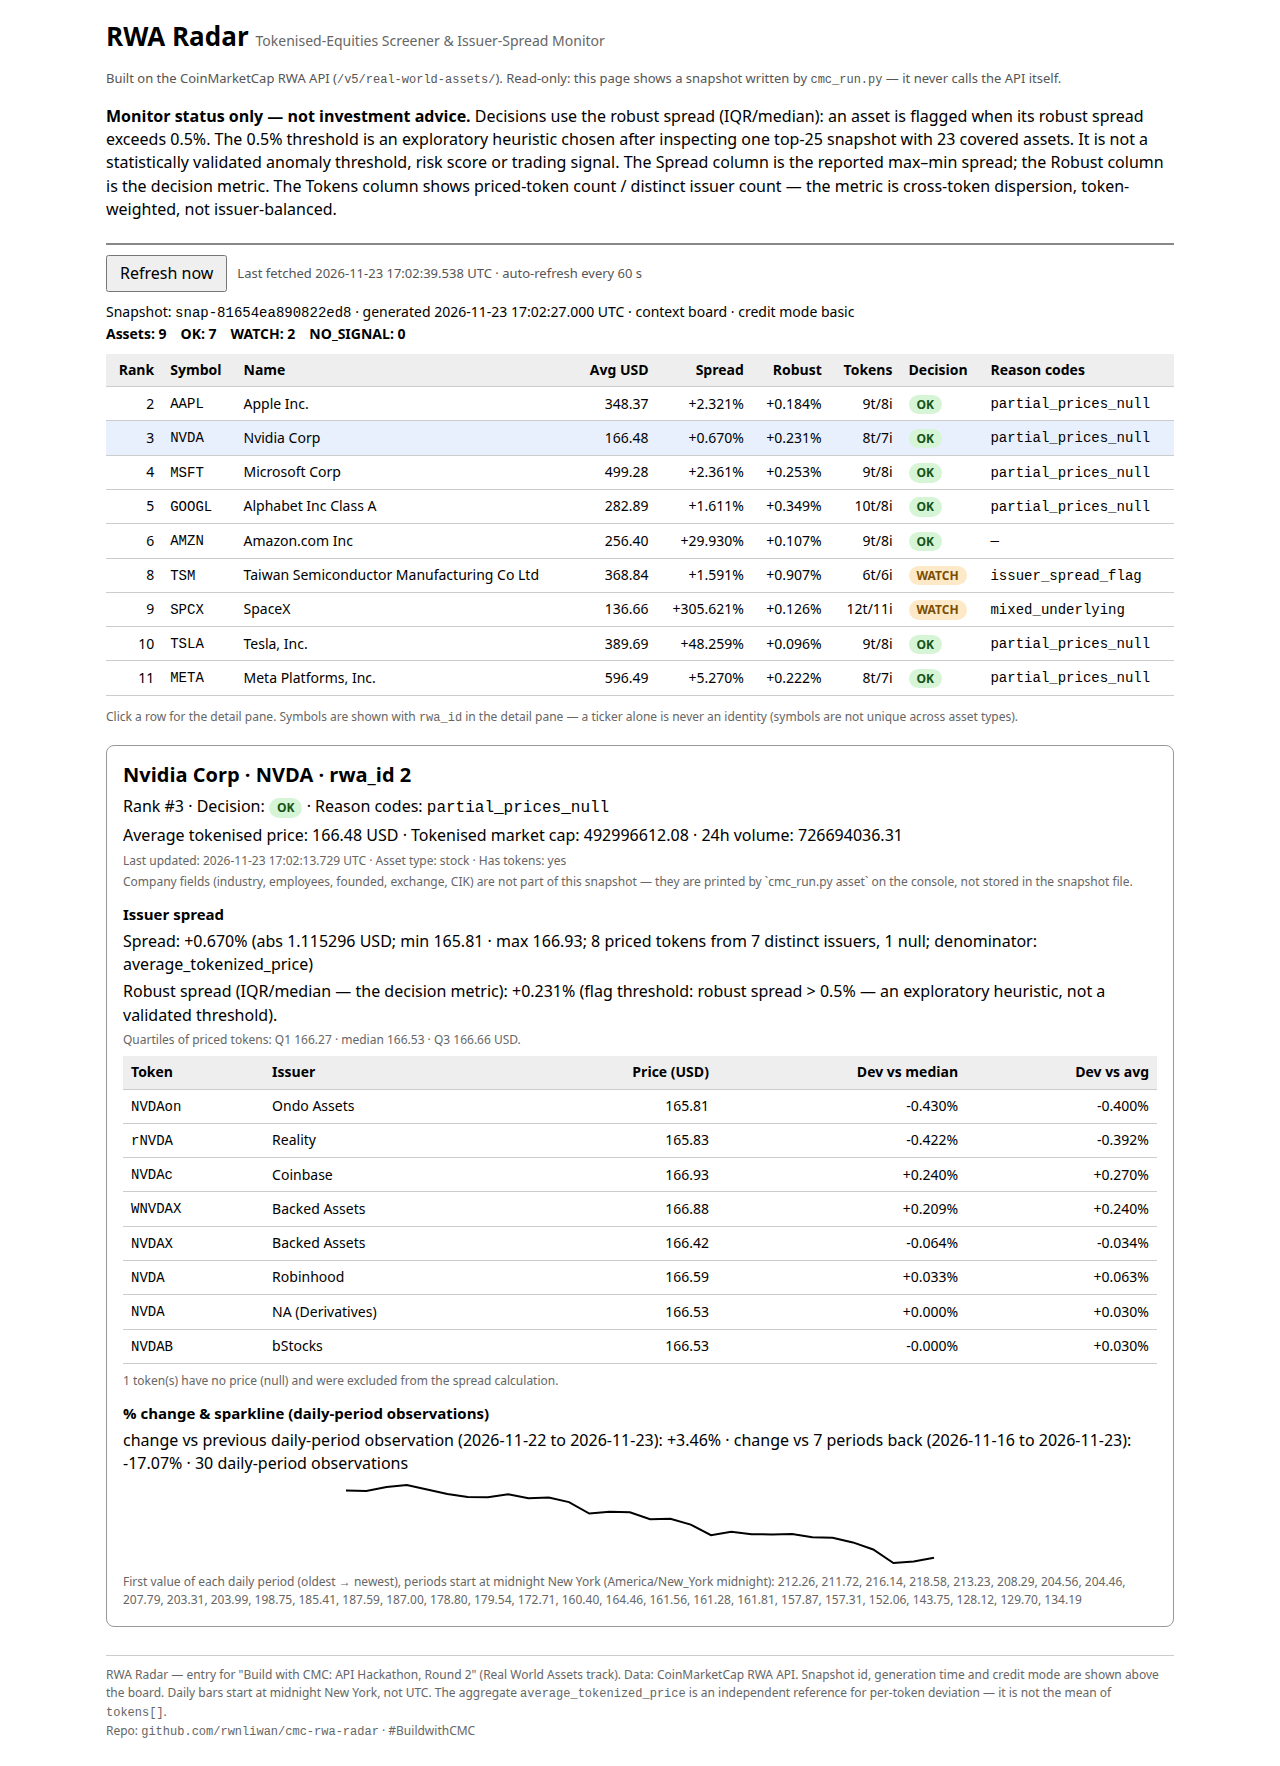 RWA Radar Tokenised-Equities Screener & Issuer-Spread Monitor
Built on the CoinMarketCap RWA API (/v5/real-world-assets/). Read-only: this page shows a snapshot written by cmc_run.py — it never calls the API itself.
Monitor status only — not investment advice. Decisions use the robust spread (IQR/median): an asset is flagged when its robust spread
exceeds 0.5%. The 0.5% threshold is an exploratory heuristic chosen after inspecting one top-25 snapshot with 23 covered assets. It is not a
statistically validated anomaly threshold, risk score or trading signal. The Spread column is the reported max–min spread; the Robust column
is the decision metric. The Tokens column shows priced-token count / distinct issuer count — the metric is cross-token dispersion, token-
weighted, not issuer-balanced.
Refresh now Last fetched 2026-11-23 17:02:39.538 UTC · auto-refresh every 60 s
Snapshot: snap-81654ea890822ed8 · generated 2026-11-23 17:02:27.000 UTC · context board · credit mode basic
Assets: 9 OK: 7 WATCH: 2 NO_SIGNAL: 0
Rank Symbol Name Avg USD Spread Robust Tokens Decision Reason codes
2 AAPL Apple Inc. 348.37 +2.321% +0.184% 9t/8i OK partial_prices_null
3 NVDA Nvidia Corp 166.48 +0.670% +0.231% 8t/7i OK partial_prices_null
4 MSFT Microsoft Corp 499.28 +2.361% +0.253% 9t/8i OK partial_prices_null
5 GOOGL Alphabet Inc Class A 282.89 +1.611% +0.349% 10t/8i OK partial_prices_null
6 AMZN Amazon.com Inc 256.40 +29.930% +0.107% 9t/8i OK —
8 TSM Taiwan Semiconductor Manufacturing Co Ltd 368.84 +1.591% +0.907% 6t/6i WATCH issuer_spread_flag
9 SPCX SpaceX 136.66 +305.621% +0.126% 12t/11i WATCH mixed_underlying
10 TSLA Tesla, Inc. 389.69 +48.259% +0.096% 9t/8i OK partial_prices_null
11 META Meta Platforms, Inc. 596.49 +5.270% +0.222% 8t/7i OK partial_prices_null
Click a row for the detail pane. Symbols are shown with rwa_id in the detail pane — a ticker alone is never an identity (symbols are not unique across asset types).
Nvidia Corp · NVDA · rwa_id 2
Rank #3 · Decision: OK · Reason codes: partial_prices_null
Average tokenised price: 166.48 USD · Tokenised market cap: 492996612.08 · 24h volume: 726694036.31
Last updated: 2026-11-23 17:02:13.729 UTC · Asset type: stock · Has tokens: yes
Company fields (industry, employees, founded, exchange, CIK) are not part of this snapshot — they are printed by `cmc_run.py asset` on the console, not stored in the snapshot file.
Issuer spread
Spread: +0.670% (abs 1.115296 USD; min 165.81 · max 166.93; 8 priced tokens from 7 distinct issuers, 1 null; denominator:
average_tokenized_price)
Robust spread (IQR/median — the decision metric): +0.231% (flag threshold: robust spread > 0.5% — an exploratory heuristic, not a
validated threshold).
Quartiles of priced tokens: Q1 166.27 · median 166.53 · Q3 166.66 USD.
Token Issuer Price (USD) Dev vs median Dev vs avg
NVDAon Ondo Assets 165.81 -0.430% -0.400%
rNVDA Reality 165.83 -0.422% -0.392%
NVDAc Coinbase 166.93 +0.240% +0.270%
WNVDAX Backed Assets 166.88 +0.209% +0.240%
NVDAX Backed Assets 166.42 -0.064% -0.034%
NVDA Robinhood 166.59 +0.033% +0.063%
NVDA NA (Derivatives) 166.53 +0.000% +0.030%
NVDAB bStocks 166.53 -0.000% +0.030%
1 token(s) have no price (null) and were excluded from the spread calculation.
% change & sparkline (daily-period observations)
change vs previous daily-period observation (2026-11-22 to 2026-11-23): +3.46% · change vs 7 periods back (2026-11-16 to 2026-11-23):
-17.07% · 30 daily-period observations
First value of each daily period (oldest → newest), periods start at midnight New York (America/New_York midnight): 212.26, 211.72, 216.14, 218.58, 213.23, 208.29, 204.56, 204.46,
207.79, 203.31, 203.99, 198.75, 185.41, 187.59, 187.00, 178.80, 179.54, 172.71, 160.40, 164.46, 161.56, 161.28, 161.81, 157.87, 157.31, 152.06, 143.75, 128.12, 129.70, 134.19
RWA Radar — entry for "Build with CMC: API Hackathon, Round 2" (Real World Assets track). Data: CoinMarketCap RWA API. Snapshot id, generation time and credit mode are shown above
the board. Daily bars start at midnight New York, not UTC. The aggregate average_tokenized_price is an independent reference for per-token deviation — it is not the mean of
tokens[].
Repo: github.com/rwnliwan/cmc-rwa-radar · #BuildwithCMC